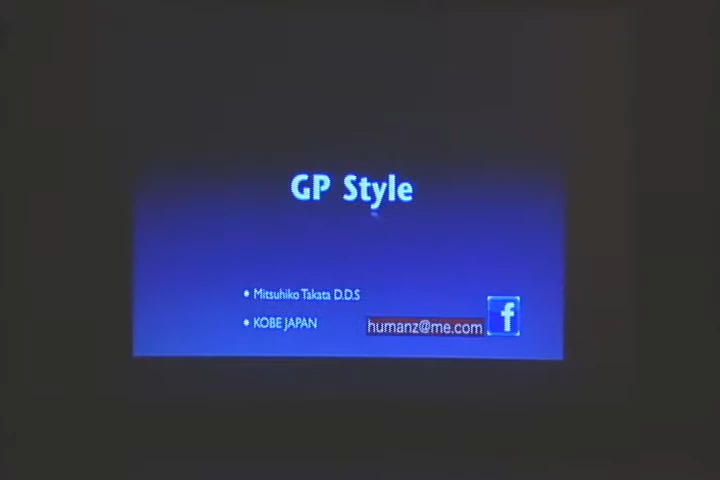 GP Style
• Mitsuhiko Takata D.D.S
• KOBE JAPAN
humanz@me.com
f